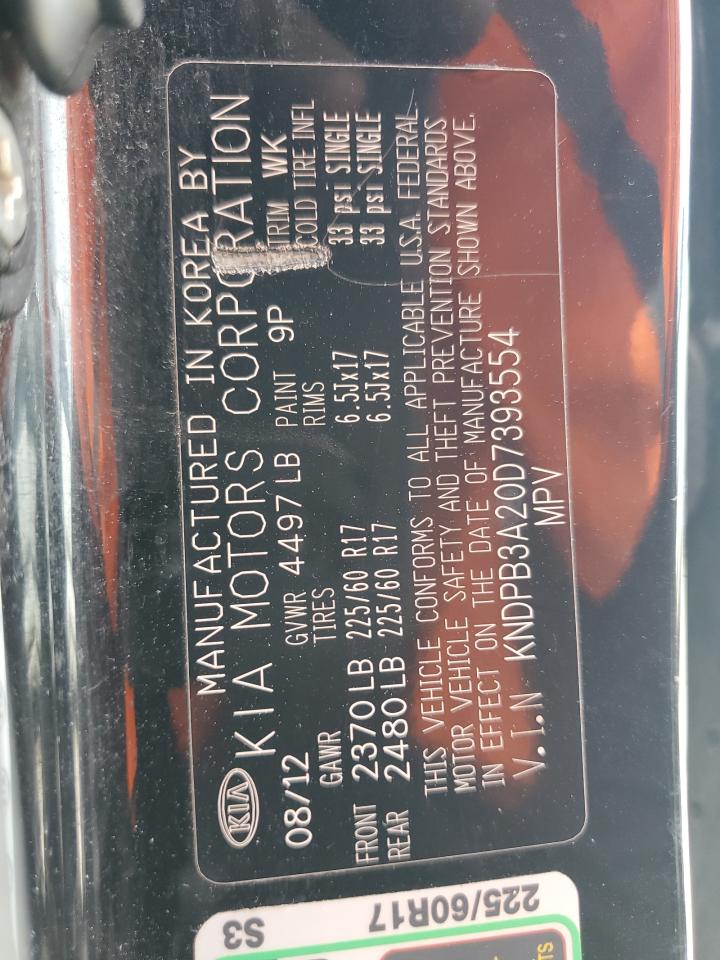 MANUFACTURED IN KOREA BY
KIA KIA MOTORS CORPORATION
08/12 GVWR 4497 LB PAINT 9P TRIM WK
GAWR TIRES RIMS COLD TIRE INFL
FRONT 2370 LB 225/60 R17 6.5Jx17 33 psi SINGLE
REAR 2480 LB 225/60 R17 6.5Jx17 33 psi SINGLE
THIS VEHICLE CONFORMS TO ALL APPLICABLE U.S.A. FEDERAL
MOTOR VEHICLE SAFETY AND THEFT PREVENTION STANDARDS
IN EFFECT ON THE DATE OF MANUFACTURE SHOWN ABOVE.
V.I.N KNDPB3A20D7393554
MPV
225/60R17
S3